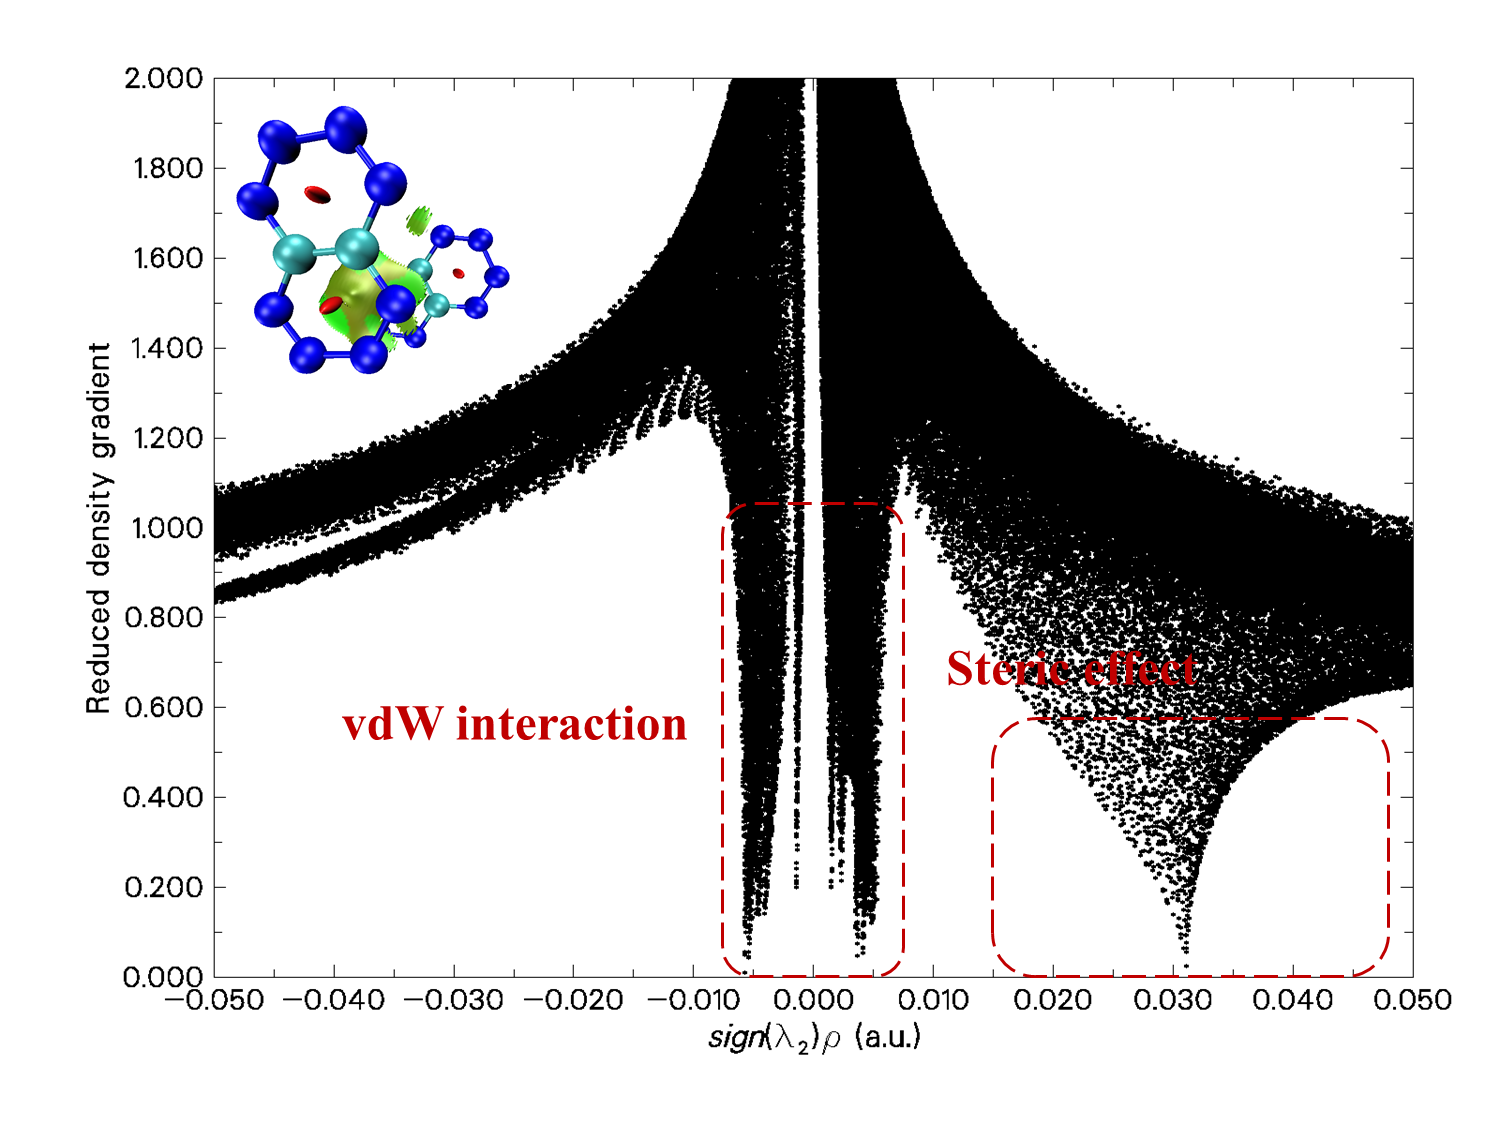 2.000
1.800
1.600
1.400
1.200
1.000
0.800
0.600
0.400
0.200
0.000
Reduced density gradient
vdW interaction
Steric effect
−0.050 −0.040 −0.030 −0.020 −0.010 0.000 0.010 0.020 0.030 0.040 0.050
sign(λ₂)ρ (a.u.)